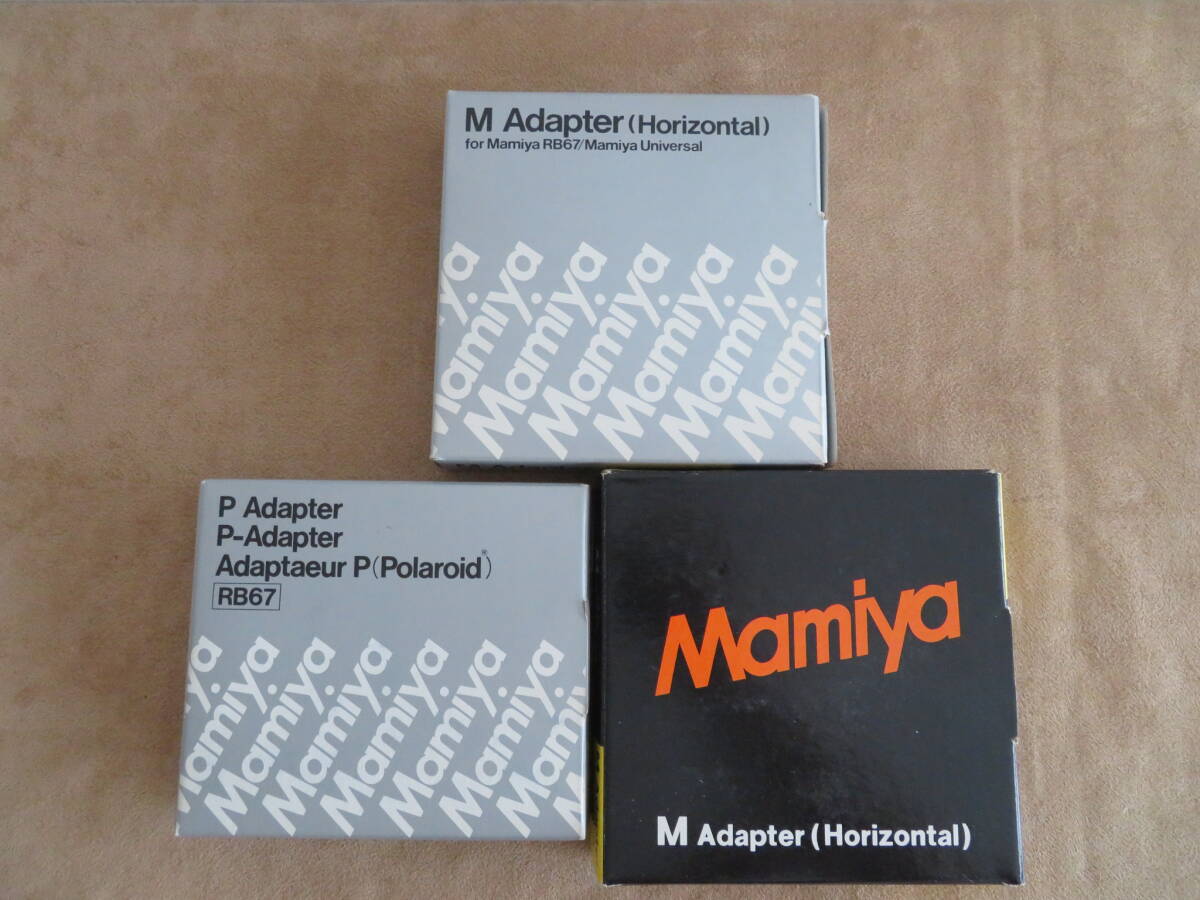 M Adapter (Horizontal)
for Mamiya RB67/Mamiya Universal
Mamiya Mamiya Mamiya Mamiya Mamiya Mamiya
P Adapter
P-Adapter
Adaptaeur P (Polaroid®)
RB67
Mamiya Mamiya Mamiya Mamiya Mamiya Mamiya
Mamiya
M Adapter (Horizontal)